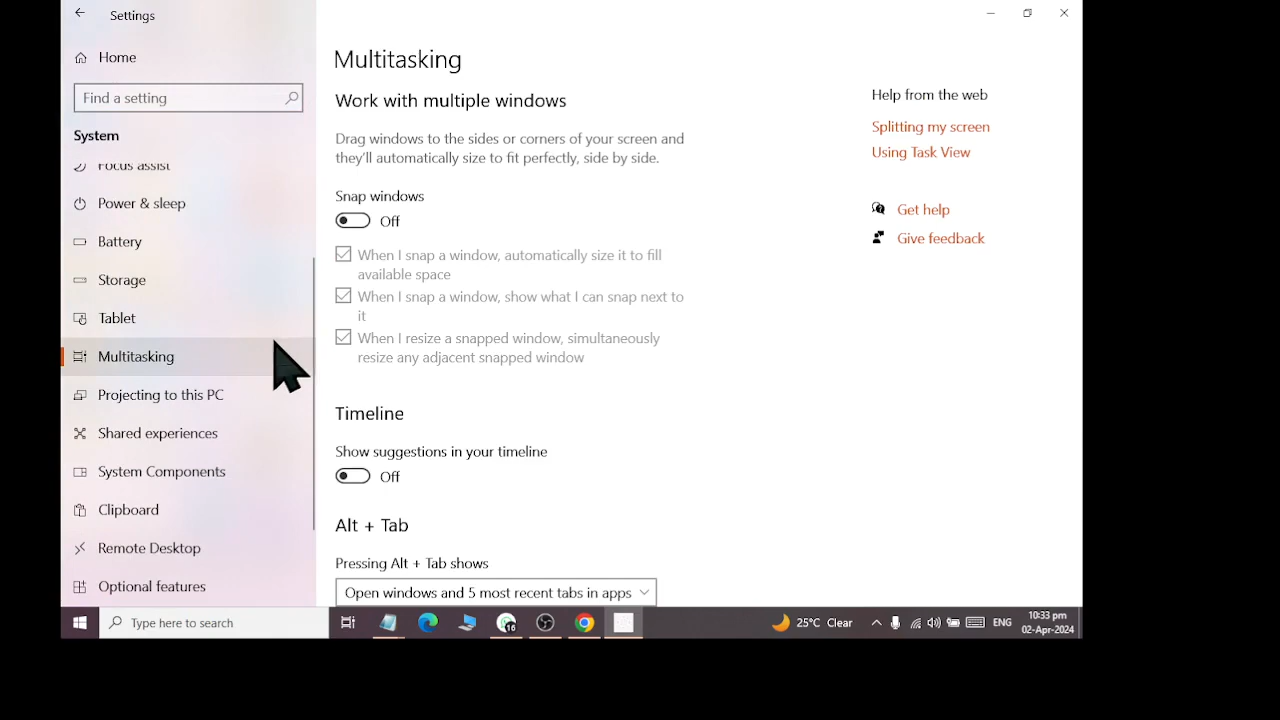 Settings
Home
Find a setting
System
Focus assist
Power & sleep
Battery
Storage
Tablet
Multitasking
Projecting to this PC
Shared experiences
System Components
Clipboard
Remote Desktop
Optional features
Multitasking
Work with multiple windows
Drag windows to the sides or corners of your screen and
they'll automatically size to fit perfectly, side by side.
Snap windows
Off
When I snap a window, automatically size it to fill
available space
When I snap a window, show what I can snap next to
it
When I resize a snapped window, simultaneously
resize any adjacent snapped window
Timeline
Show suggestions in your timeline
Off
Alt + Tab
Pressing Alt + Tab shows
Open windows and 5 most recent tabs in apps
Help from the web
Splitting my screen
Using Task View
Get help
Give feedback
Type here to search
16
25°C Clear
ENG
10:33 pm
02-Apr-2024